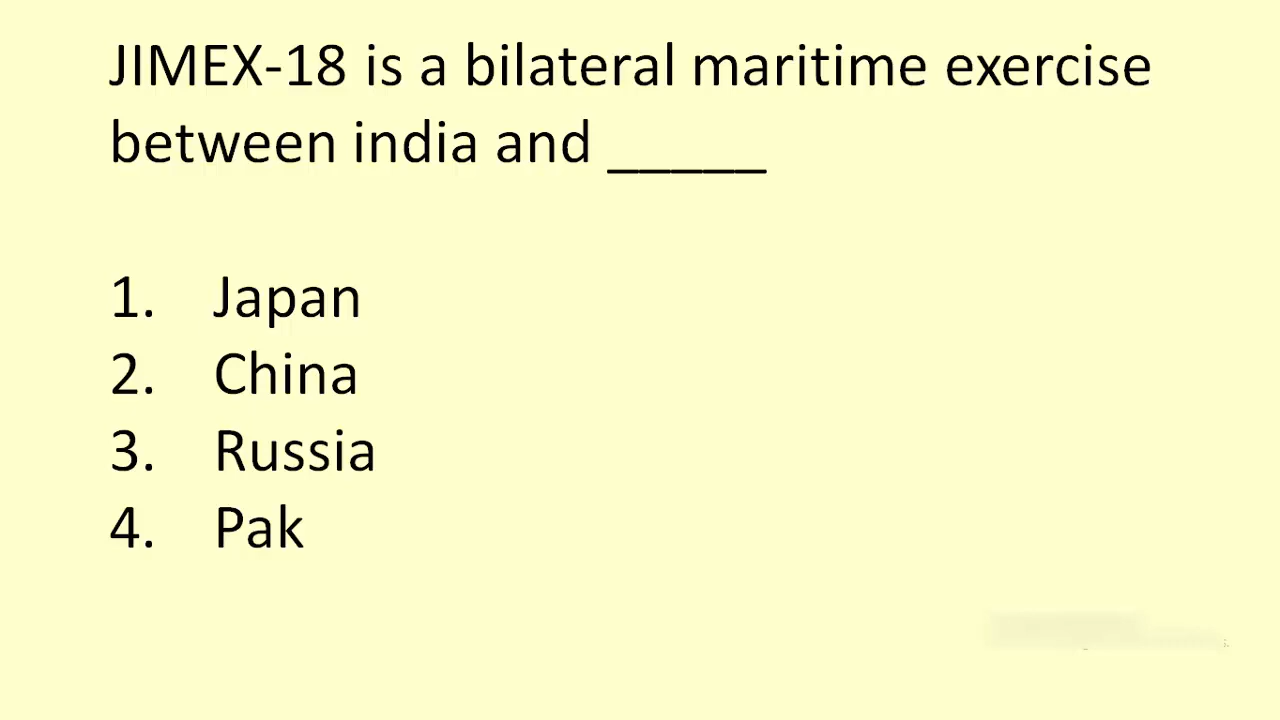 JIMEX-18 is a bilateral maritime exercise
between india and _____
1. Japan
2. China
3. Russia
4. Pak